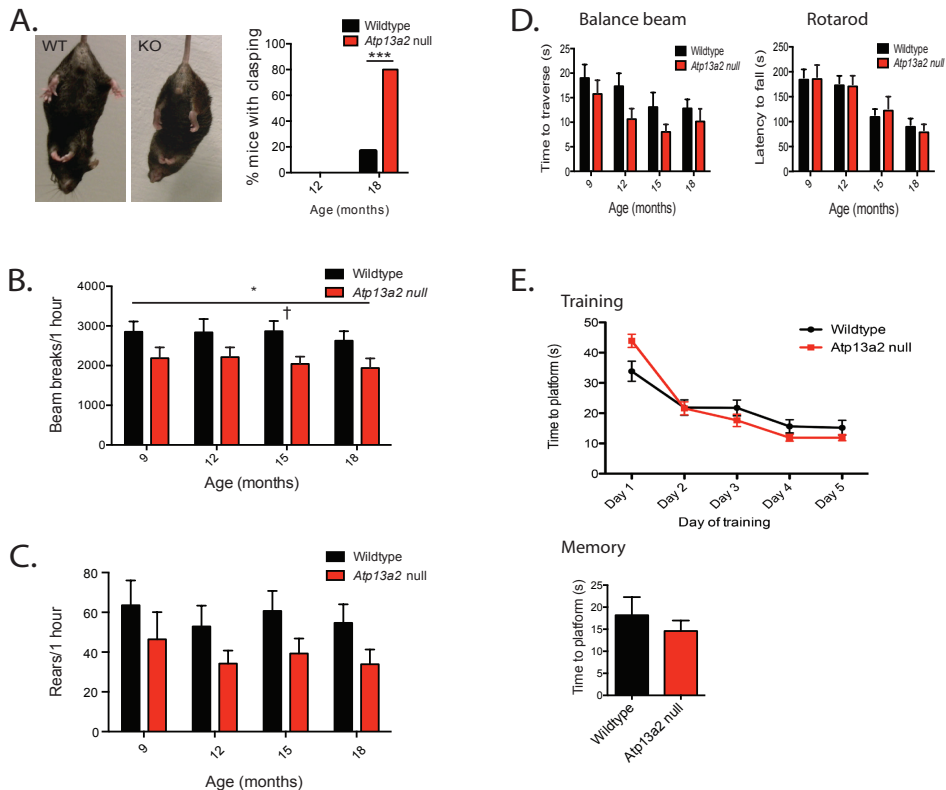 A.
WT
KO
Wildtype
Atp13a2 null
***
% mice with clasping
100
80
60
40
20
0
12
18
Age (months)
B.
Wildtype
Atp13a2 null
*
†
Beam breaks/1 hour
4000
3000
2000
1000
0
9
12
15
18
Age (months)
C.
Wildtype
Atp13a2 null
Rears/1 hour
80
60
40
20
0
9
12
15
18
Age (months)
D.
Balance beam
Wildtype
Atp13a2 null
Time to traverse (s)
25
20
15
10
5
0
9
12
15
18
Age (months)
Rotarod
Wildtype
Atp13a2 null
Latency to fall (s)
250
200
150
100
50
0
9
12
15
18
Age (months)
E.
Training
Wildtype
Atp13a2 null
Time to platform (s)
50
40
30
20
10
0
Day 1
Day 2
Day 3
Day 4
Day 5
Day of training
Memory
Time to platform (s)
25
20
15
10
5
0
Wildtype
Atp13a2 null